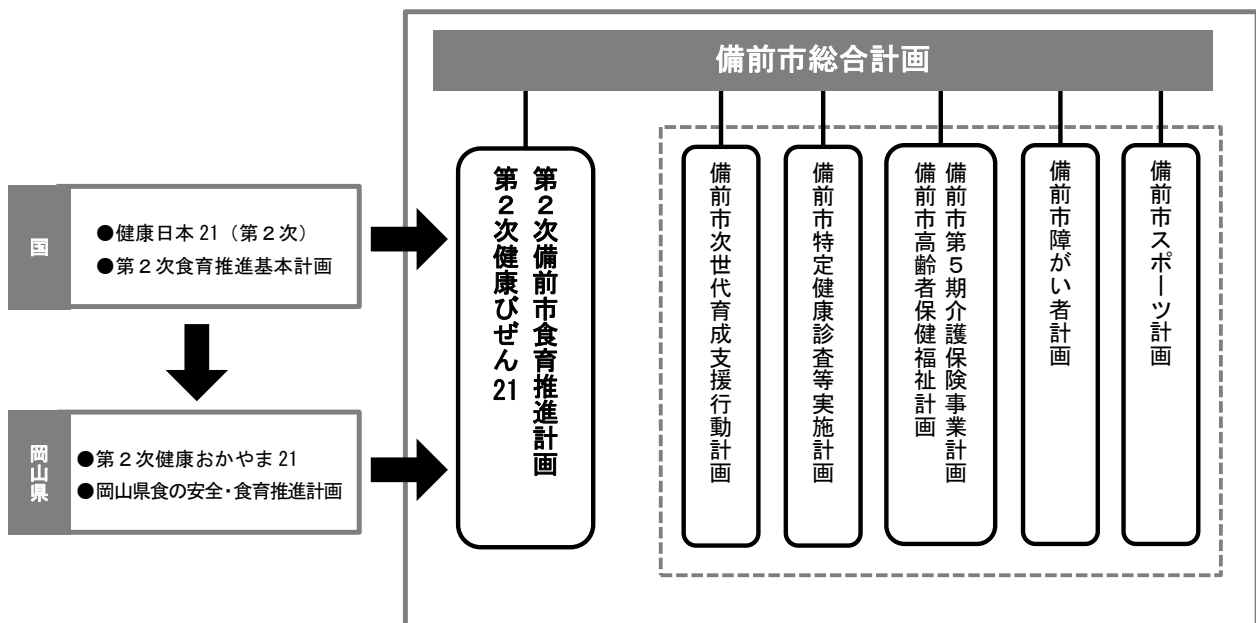 備前市総合計画
国
●健康日本21（第２次）
●第２次食育推進基本計画
岡山県
●第２次健康おかやま21
●岡山県食の安全・食育推進計画
第２次備前市食育推進計画
第２次健康びぜん21
備前市次世代育成支援行動計画
備前市特定健康診査等実施計画
備前市第５期介護保険事業計画
備前市高齢者保健福祉計画
備前市障がい者計画
備前市スポーツ計画